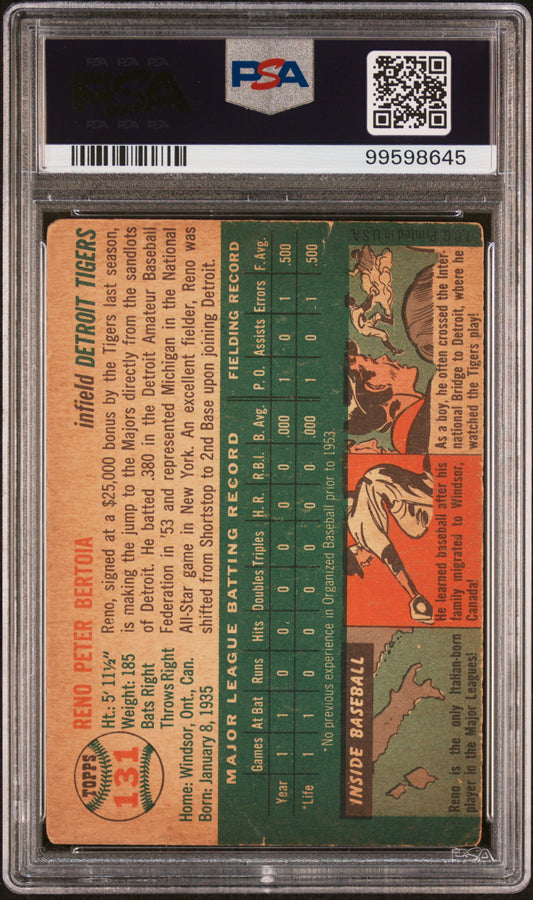 PSA
99598645
TOPPS
131
RENO PETER BERTOIA
infield DETROIT TIGERS
Ht.: 5' 11½"
Weight: 185
Bats Right
Throws Right
Home: Windsor, Ont., Can.
Born: January 8, 1935
Reno, signed at a $25,000 bonus by the Tigers last season,
is making the jump to the Majors directly from the sandlots
of Detroit. He batted .380 in the Detroit Amateur Baseball
Federation in '53 and represented Michigan in the National
All-Star game in New York. An excellent fielder, Reno was
shifted from Shortstop to 2nd Base upon joining Detroit.
MAJOR LEAGUE BATTING RECORD FIELDING RECORD
Games At Bat Runs Hits Doubles Triples H.R. R.B.I. B. Avg. P.O. Assists Errors F. Avg.
Year 1 1 0 0 0 0 0 0 .000 1 0 1 .500
*Life 1 1 0 0 0 0 0 0 .000 1 0 1 .500
*No previous experience in Organized Baseball prior to 1953.
INSIDE BASEBALL
Reno is the only Italian-born
player in the Major Leagues!
He learned baseball after his
family migrated to Windsor,
Canada!
As a boy, he often crossed the Inter-
national Bridge to Detroit, where he
watched the Tigers play!
T.C.G. Printed in U.S.A.
PSA